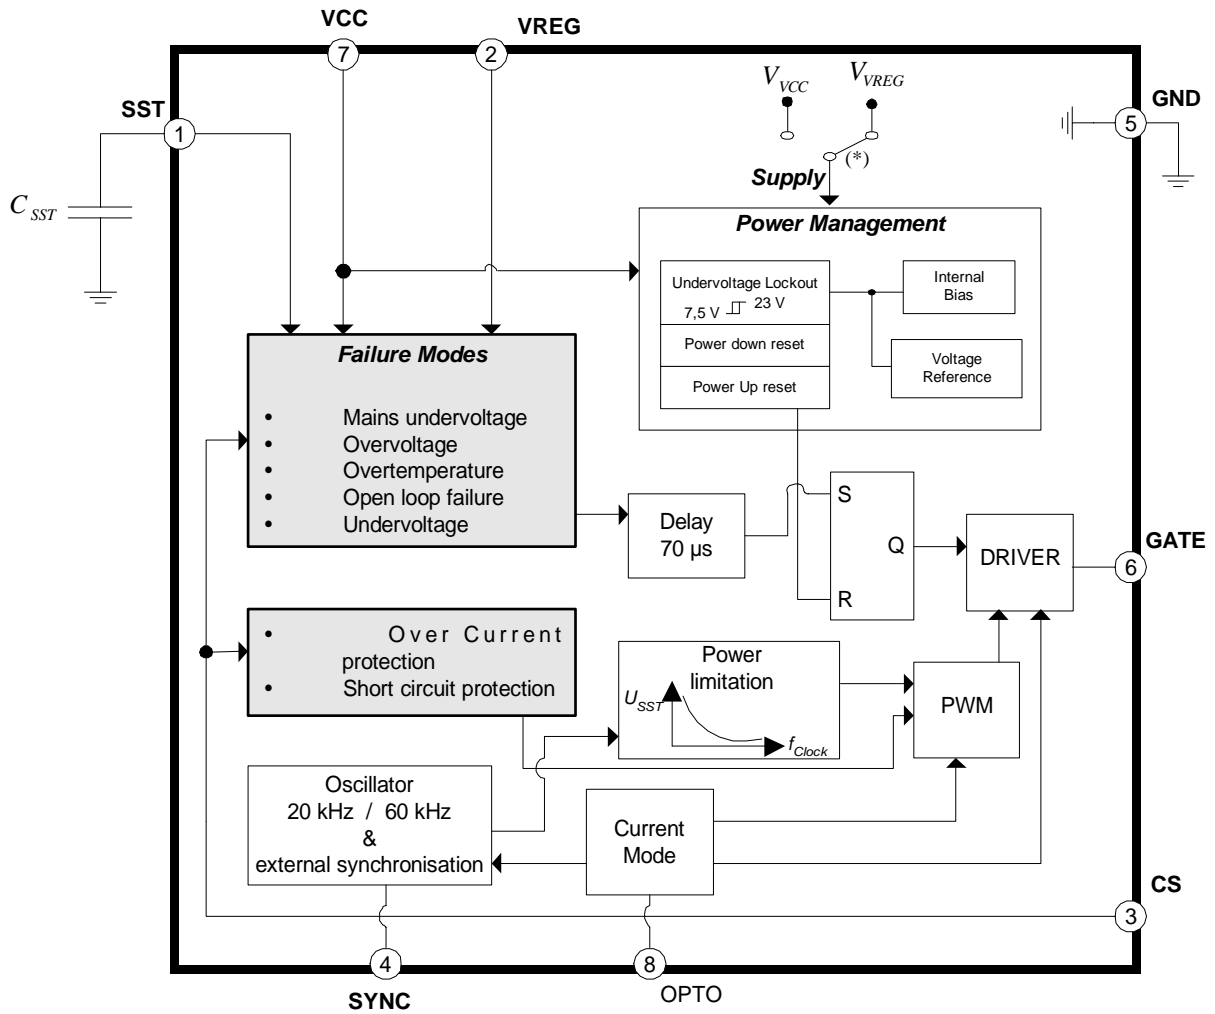 VCC
VREG
7
2
V_VCC
V_VREG
SST
GND
1
5
(*)
Supply
C_SST
Power Management
Undervoltage Lockout
7,5 V 23 V
Internal
Bias
Failure Modes
Power down reset
Voltage
Reference
Power Up reset
• Mains undervoltage
• Overvoltage
• Overtemperature
• Open loop failure
• Undervoltage
Delay
70 µs
S
Q
R
DRIVER
GATE
6
• Over Current
protection
• Short circuit protection
Power
limitation
U_SST
f_Clock
PWM
Oscillator
20 kHz / 60 kHz
&
external synchronisation
Current
Mode
CS
3
4
8
SYNC
OPTO